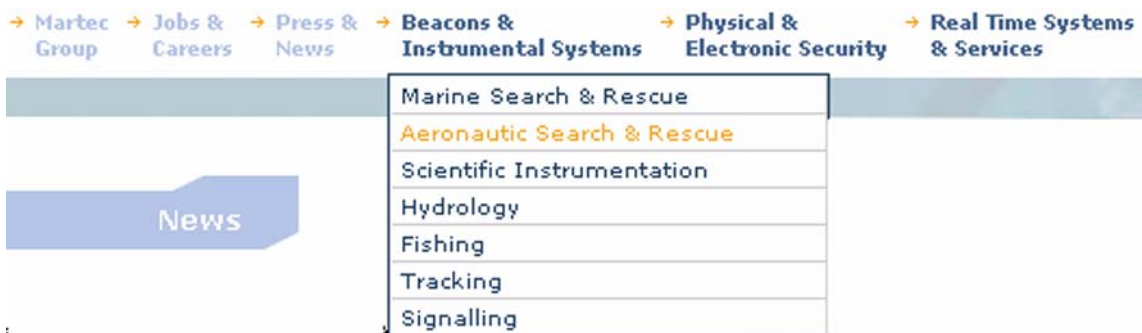 → Martec Group
→ Jobs & Careers
→ Press & News
→ Beacons & Instrumental Systems
→ Physical & Electronic Security
→ Real Time Systems & Services
Marine Search & Rescue
Aeronautic Search & Rescue
Scientific Instrumentation
Hydrology
Fishing
Tracking
Signalling
News